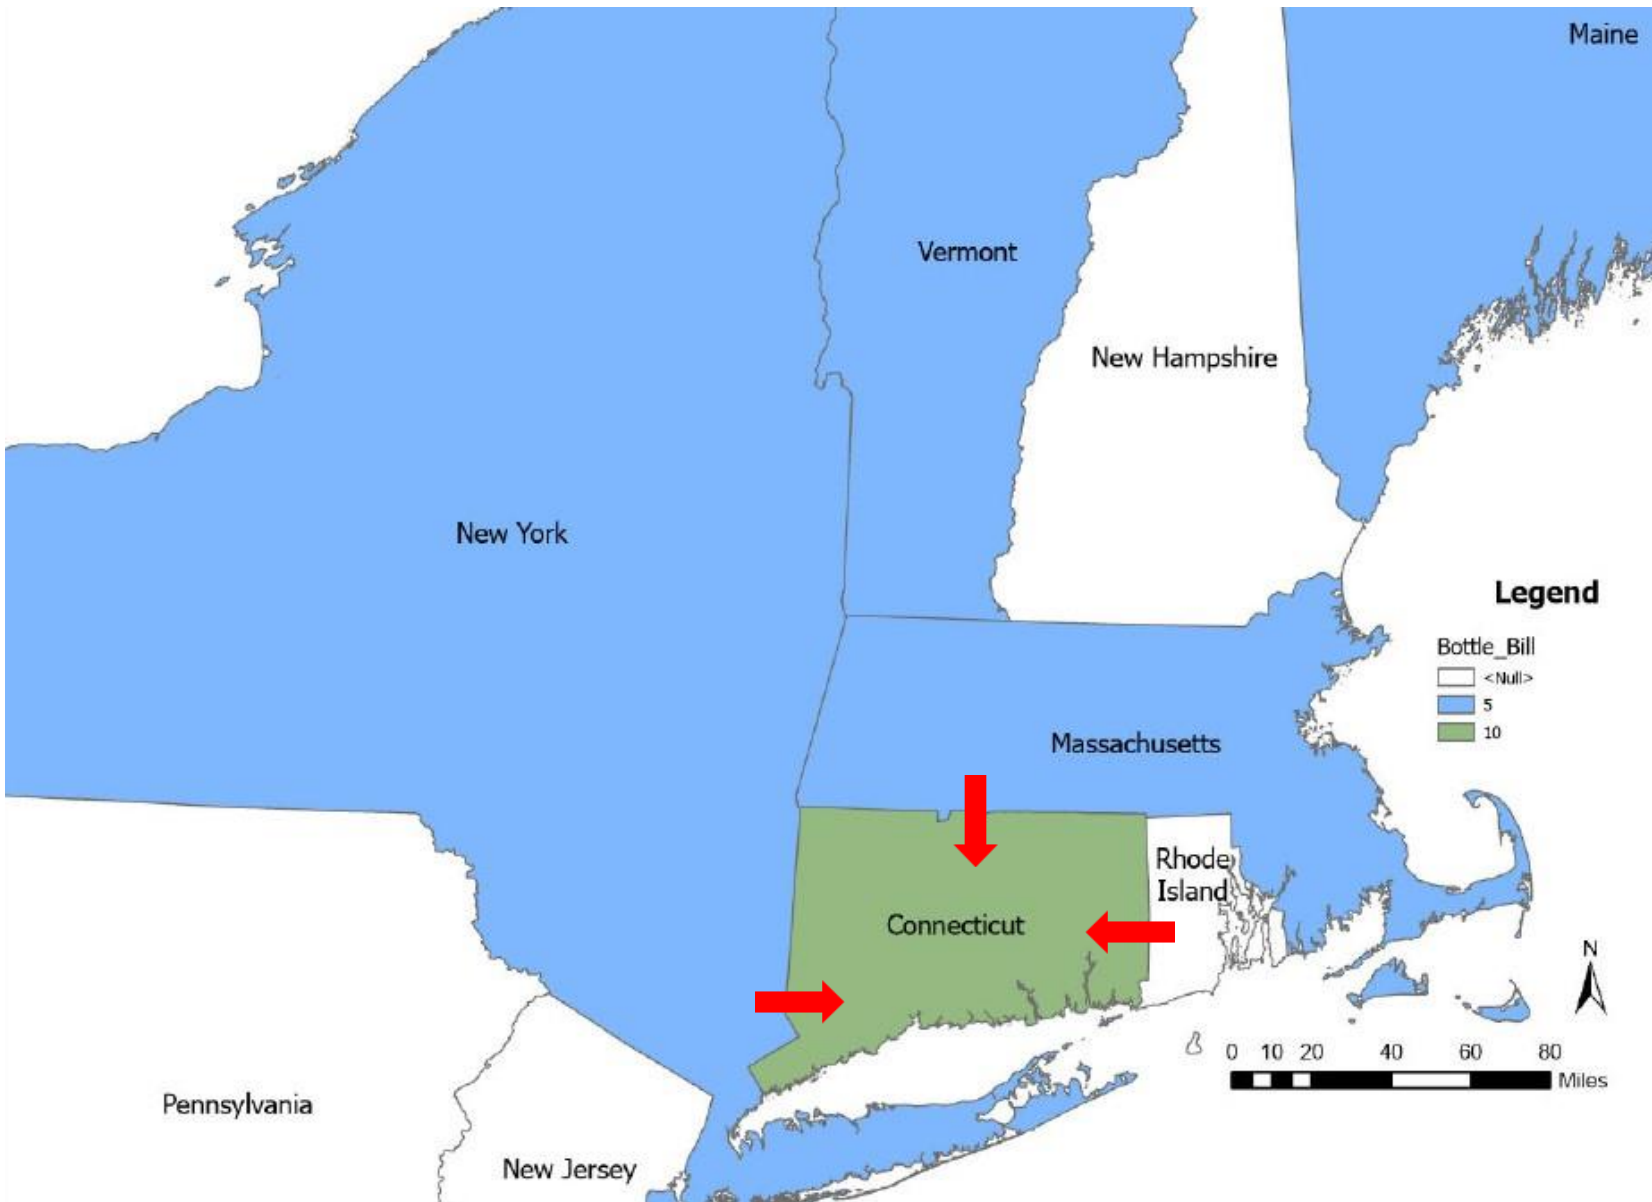 Maine
Vermont
New Hampshire
New York
Legend
Bottle_Bill
<Null>
5
10
Massachusetts
Rhode
Island
Connecticut
N
0 10 20 40 60 80
Miles
Pennsylvania
New Jersey